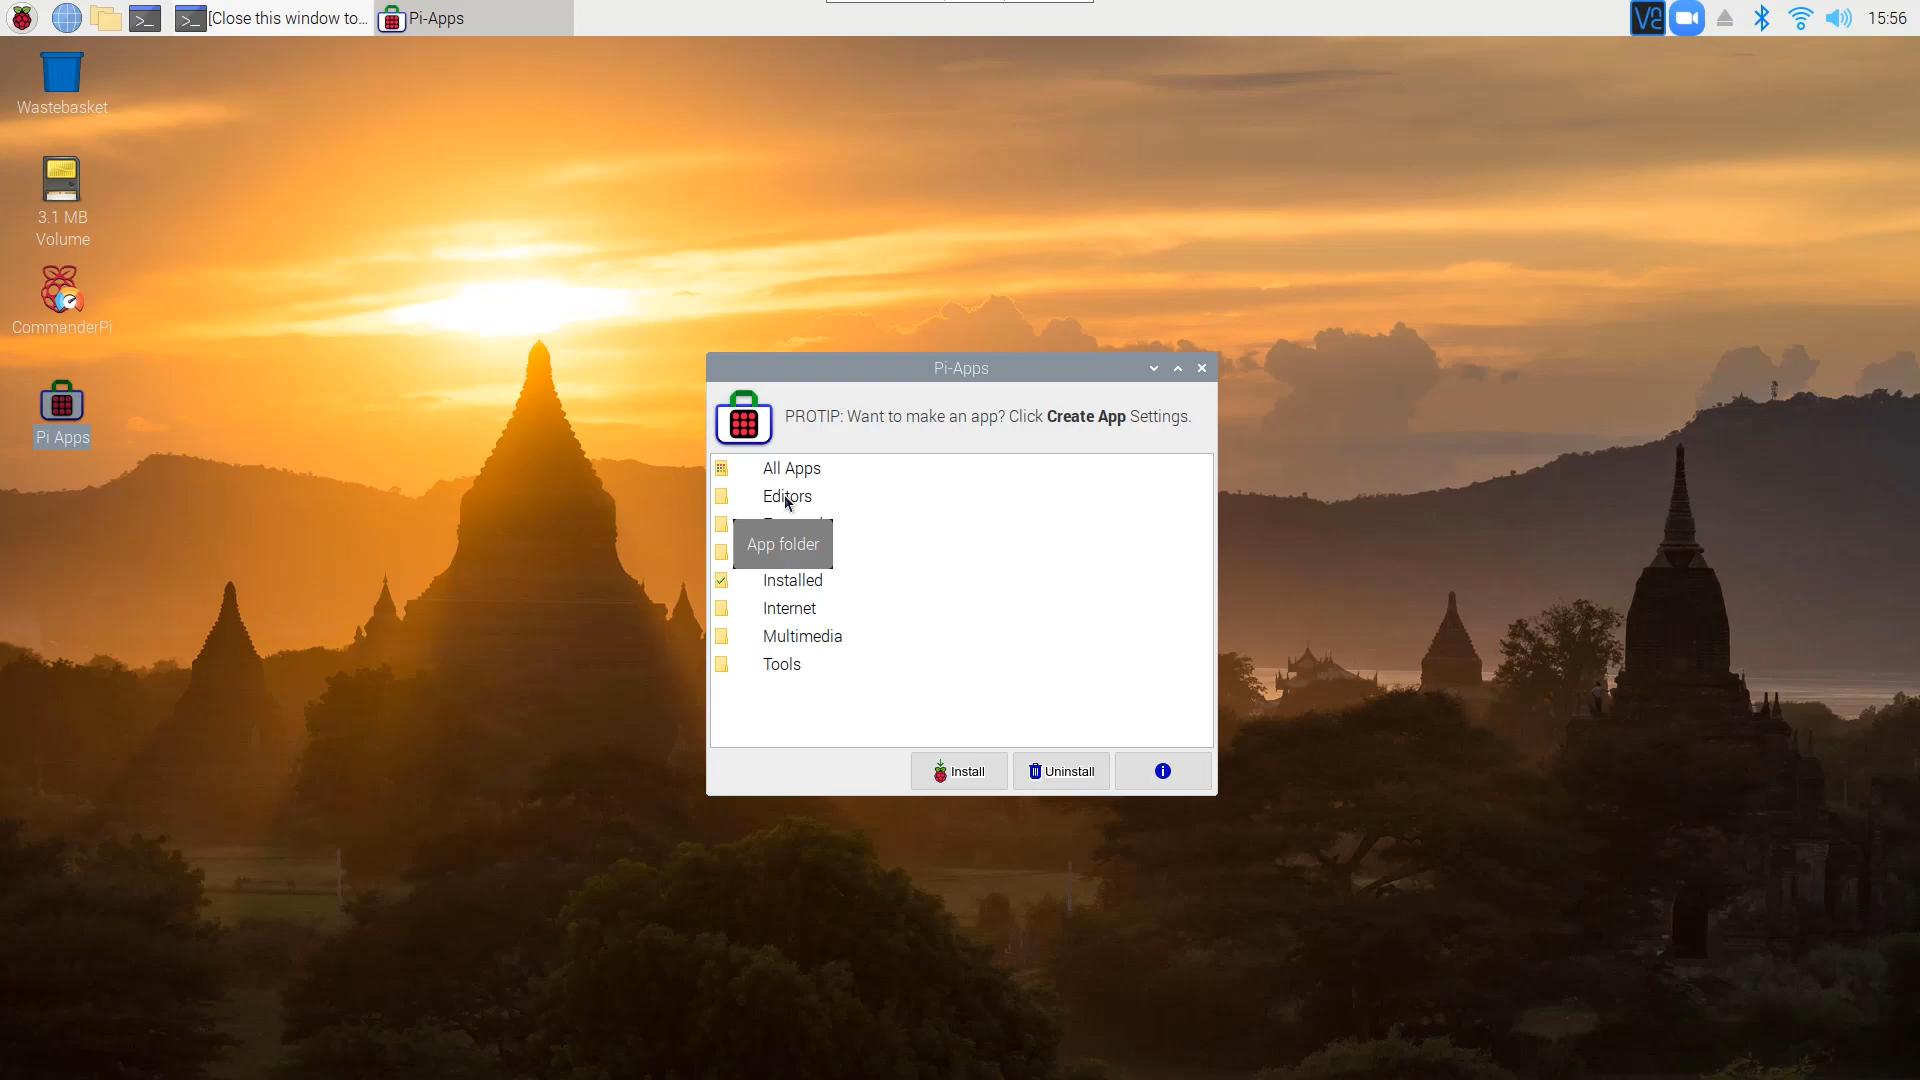 [Close this window to...
Pi-Apps
15:56
Wastebasket
3.1 MB
Volume
CommanderPi
Pi Apps
Pi-Apps
PROTIP: Want to make an app? Click Create App Settings.
All Apps
Editors
App folder
Installed
Internet
Multimedia
Tools
Install
Uninstall